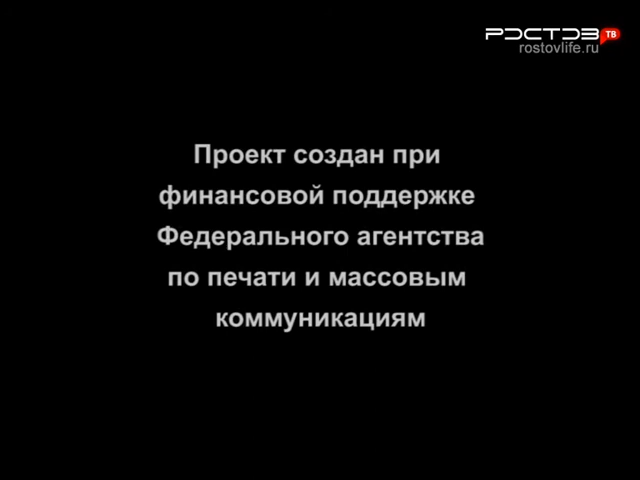 РОСТОВ ТВ
rostovlife.ru
Проект создан при
финансовой поддержке
Федерального агентства
по печати и массовым
коммуникациям